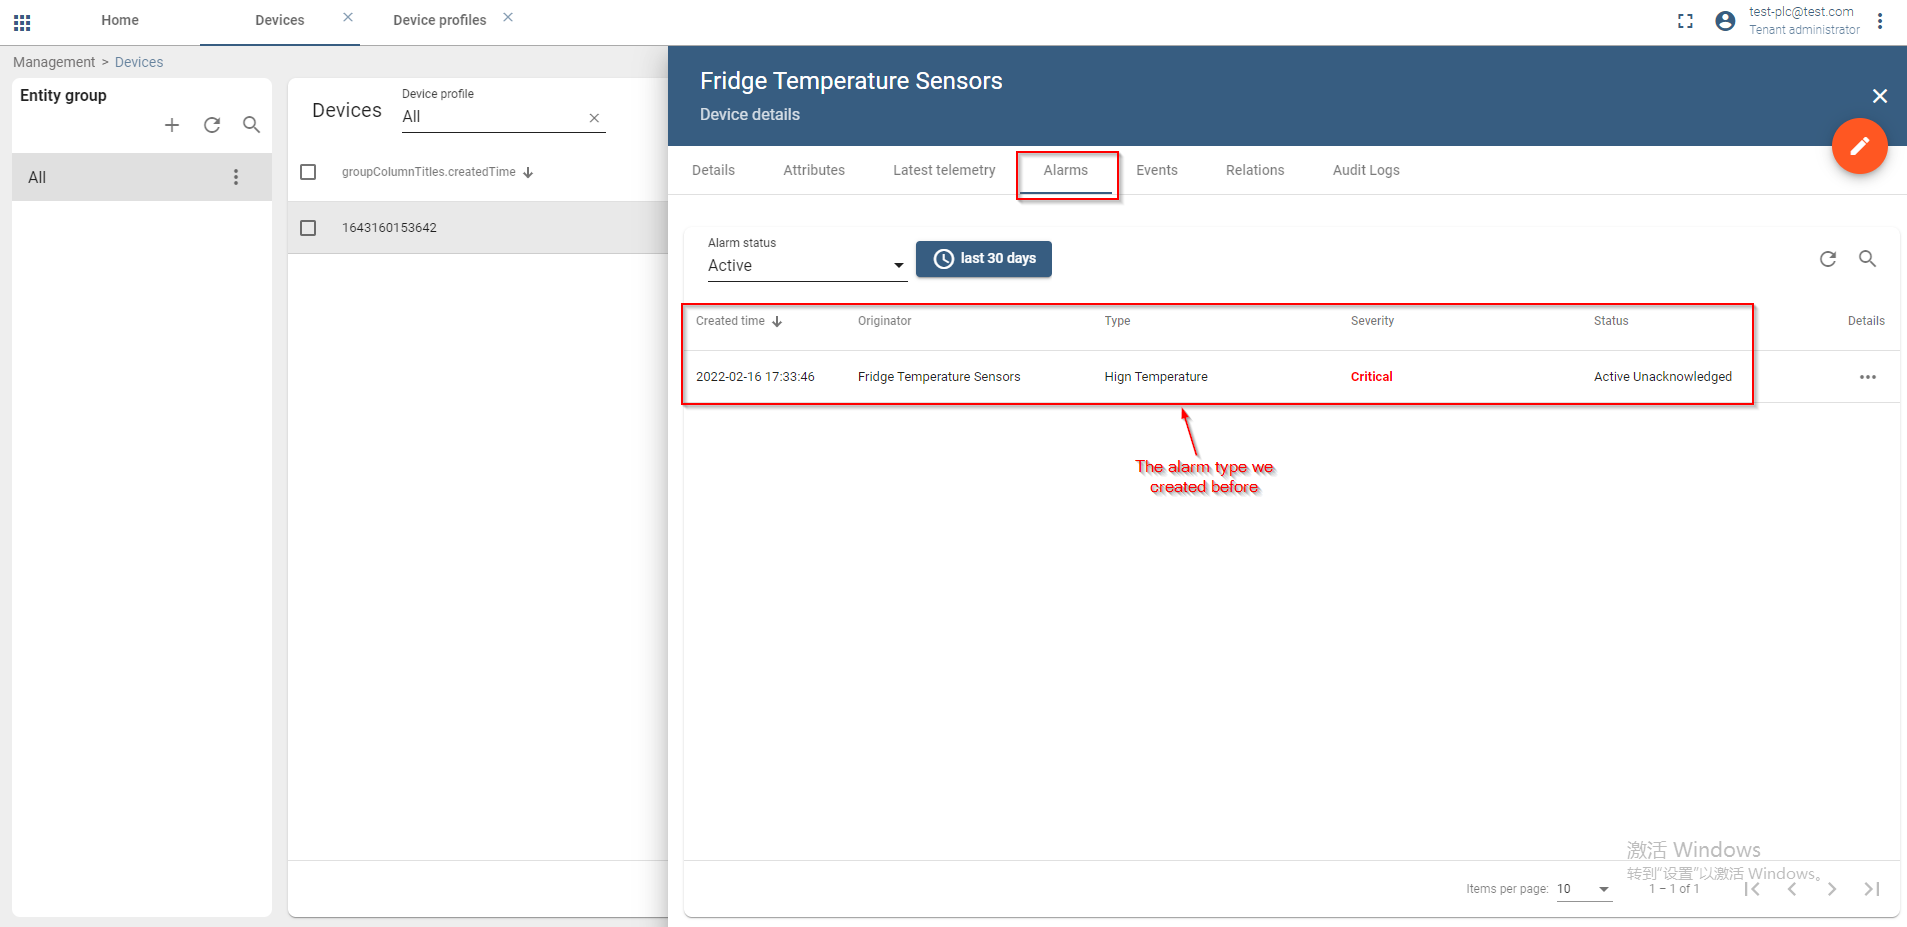 Home
Devices
Device profiles
test-plc@test.com
Tenant administrator
Management > Devices
Entity group
All
Devices
Device profile
All
groupColumnTitles.createdTime
1643160153642
Fridge Temperature Sensors
Device details
Details
Attributes
Latest telemetry
Alarms
Events
Relations
Audit Logs
Alarm status
Active
last 30 days
Created time
Originator
Type
Severity
Status
Details
2022-02-16 17:33:46
Fridge Temperature Sensors
Hign Temperature
Critical
Active Unacknowledged
The alarm type we
created before
激活 Windows
转到“设置”以激活 Windows。
Items per page: 10
1 – 1 of 1